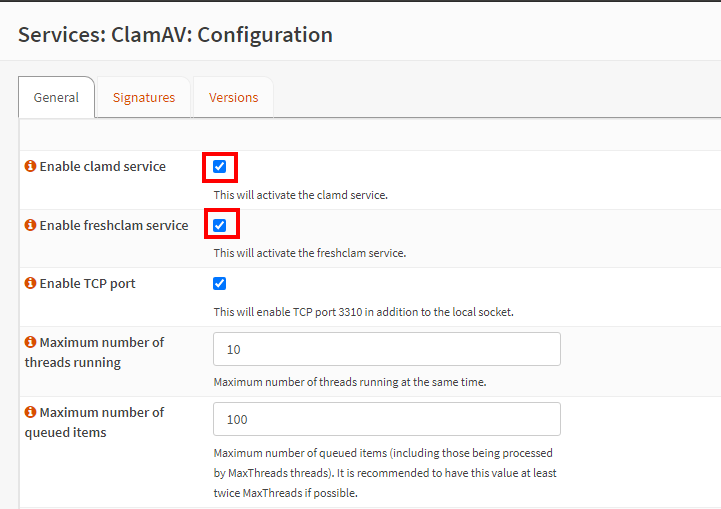 Services: ClamAV: Configuration
General Signatures Versions
Enable clamd service
This will activate the clamd service.
Enable freshclam service
This will activate the freshclam service.
Enable TCP port
This will enable TCP port 3310 in addition to the local socket.
Maximum number of
threads running
10
Maximum number of threads running at the same time.
Maximum number of
queued items
100
Maximum number of queued items (including those being processed
by MaxThreads threads). It is recommended to have this value at least
twice MaxThreads if possible.